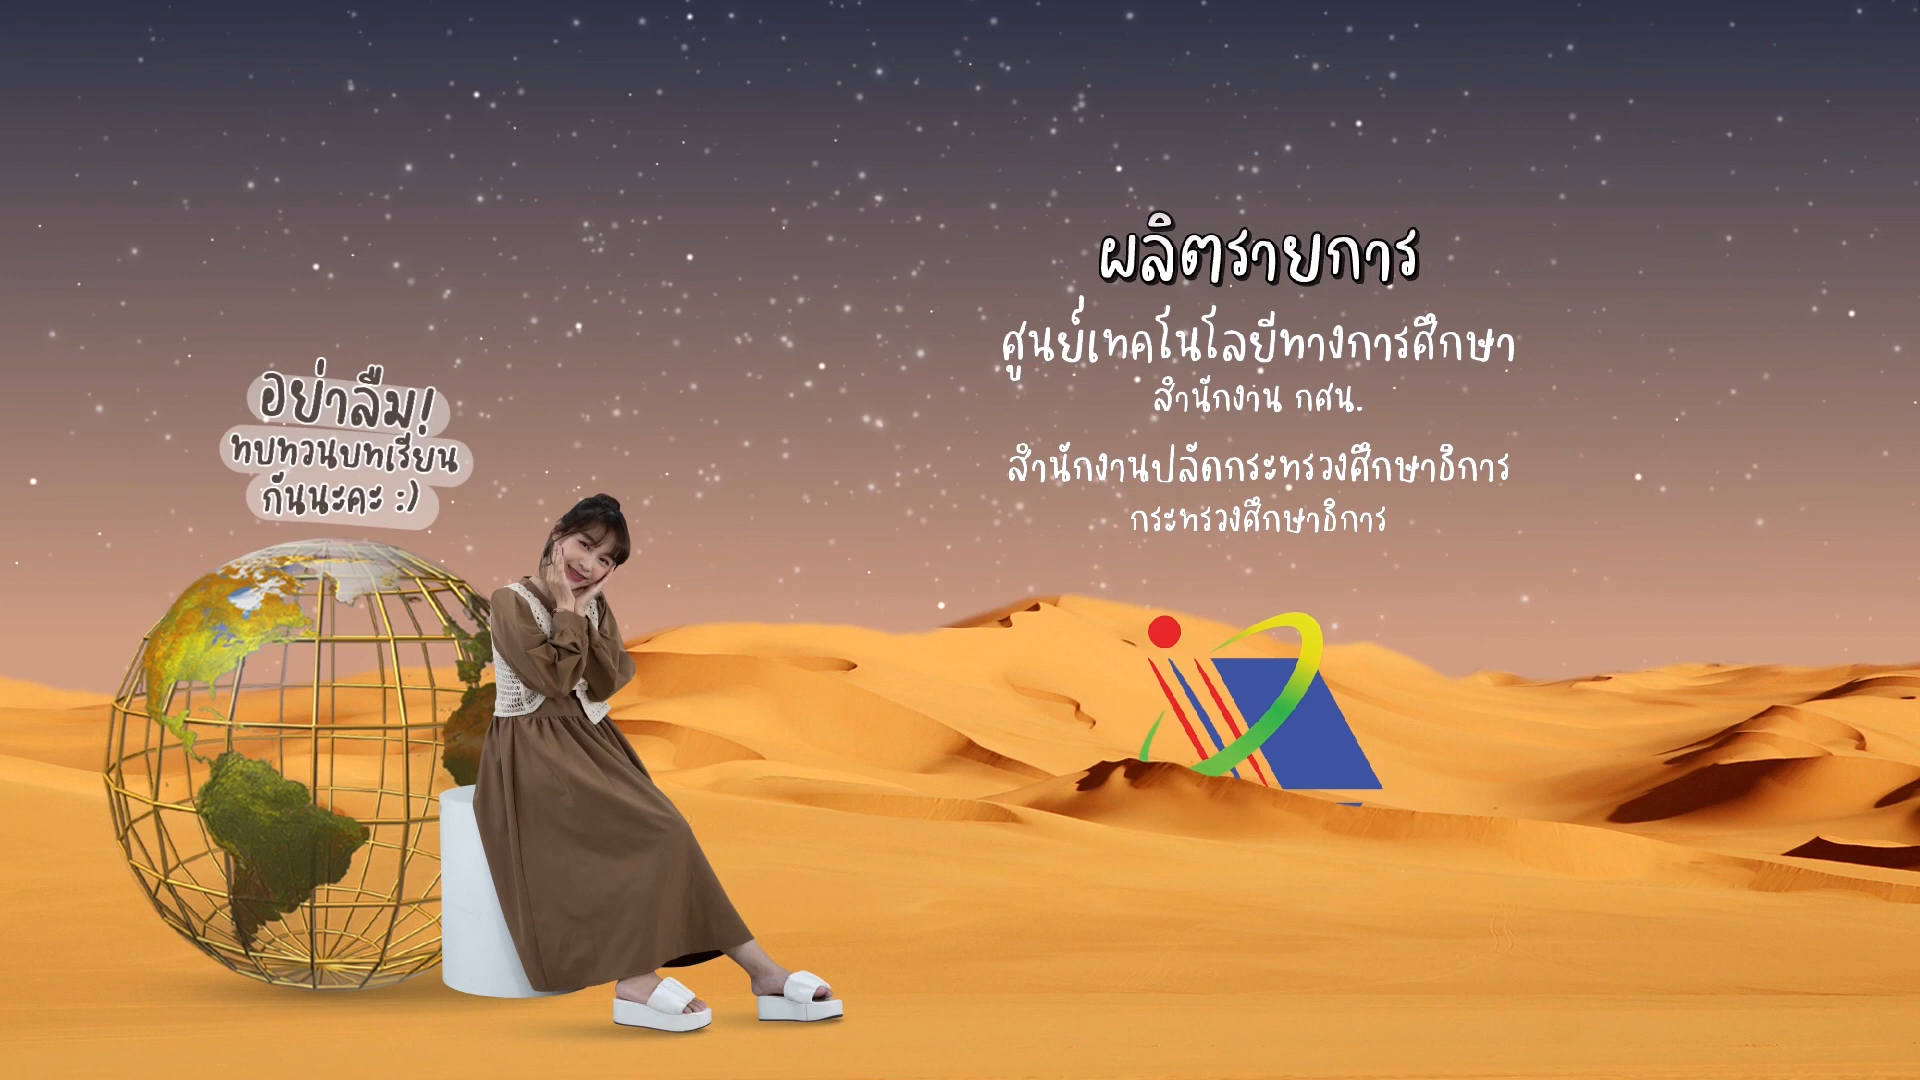 อย่าลืม!
ทบทวนบทเรียน
กันนะคะ :)
ผลิตรายการ
ศูนย์เทคโนโลยีทางการศึกษา
สำนักงาน กศน.
สำนักงานปลัดกระทรวงศึกษาธิการ
กระทรวงศึกษาธิการ